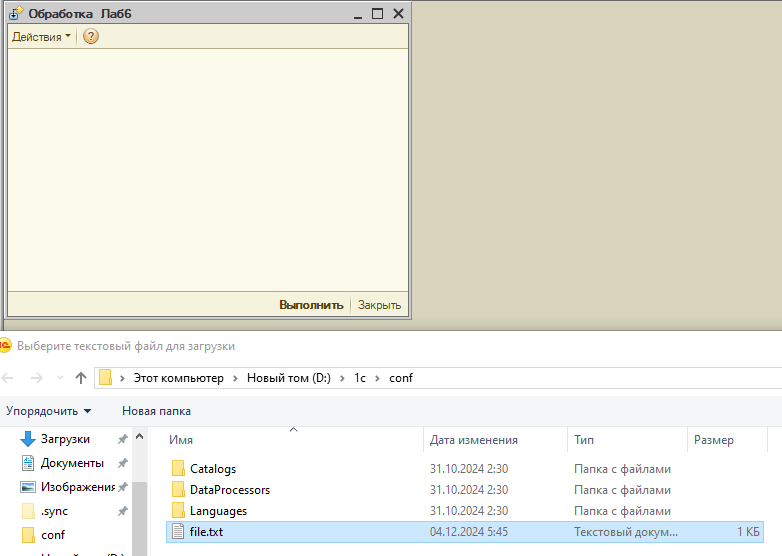 Обработка Лаб6
Действия
?
Выполнить
Закрыть
Выберите текстовый файл для загрузки
Этот компьютер
Новый том (D:)
1с
conf
Упорядочить
Новая папка
Имя
Дата изменения
Тип
Размер
Загрузки
Документы
Изображения
.sync
conf
Catalogs 31.10.2024 2:30 Папка с файлами
DataProcessors 31.10.2024 2:30 Папка с файлами
Languages 31.10.2024 2:30 Папка с файлами
file.txt 04.12.2024 5:45 Текстовый докум... 1 КБ